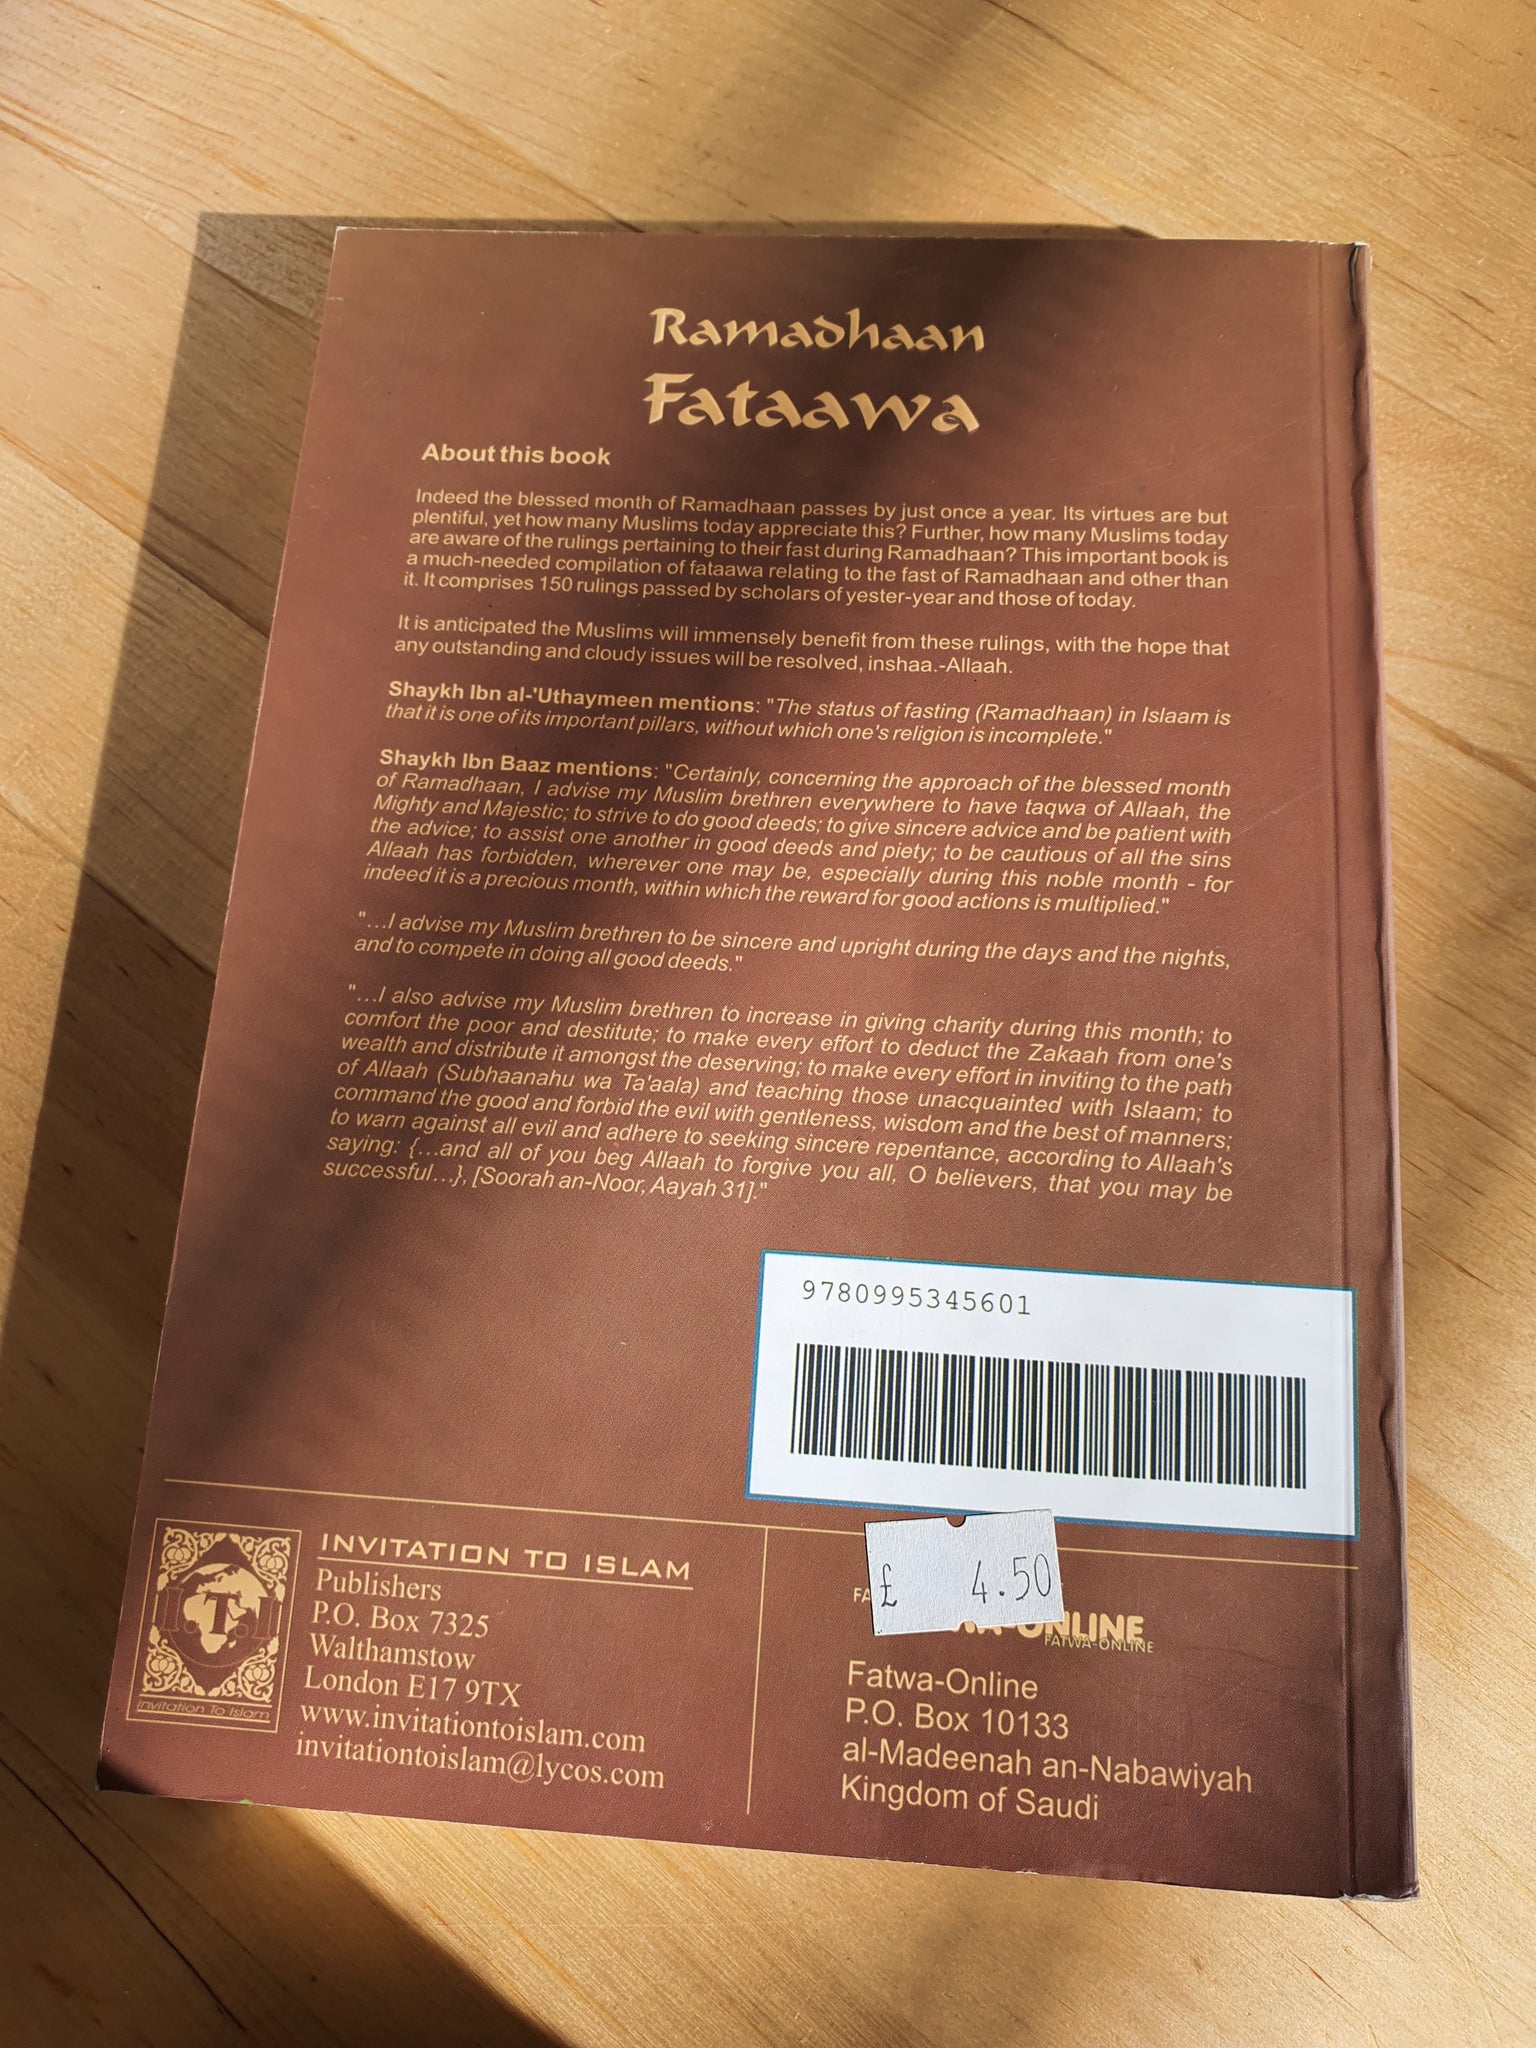 Ramadhaan
Fataawa
About this book
Indeed the blessed month of Ramadhaan passes by just once a year. Its virtues are but
plentiful, yet how many Muslims today appreciate this? Further, how many Muslims today
are aware of the rulings pertaining to their fast during Ramadhaan? This important book is
a much-needed compilation of fataawa relating to the fast of Ramadhaan and other than
it. It comprises 150 rulings passed by scholars of yester-year and those of today.
It is anticipated the Muslims will immensely benefit from these rulings, with the hope that
any outstanding and cloudy issues will be resolved, inshaa.-Allaah.
Shaykh Ibn al-'Uthaymeen mentions: "The status of fasting (Ramadhaan) in Islaam is
that it is one of its important pillars, without which one's religion is incomplete."
Shaykh Ibn Baaz mentions: "Certainly, concerning the approach of the blessed month
of Ramadhaan, I advise my Muslim brethren everywhere to have taqwa of Allaah, the
Mighty and Majestic; to strive to do good deeds; to give sincere advice and be patient with
the advice; to assist one another in good deeds and piety; to be cautious of all the sins
Allaah has forbidden, wherever one may be, especially during this noble month - for
indeed it is a precious month, within which the reward for good actions is multiplied."
"...I advise my Muslim brethren to be sincere and upright during the days and the nights,
and to compete in doing all good deeds."
"...I also advise my Muslim brethren to increase in giving charity during this month; to
comfort the poor and destitute; to make every effort to deduct the Zakaah from one's
wealth and distribute it amongst the deserving; to make every effort in inviting to the path
of Allaah (Subhaanahu wa Ta'aala) and teaching those unacquainted with Islaam; to
command the good and forbid the evil with gentleness, wisdom and the best of manners;
to warn against all evil and adhere to seeking sincere repentance, according to Allaah's
saying: {...and all of you beg Allaah to forgive you all, O believers, that you may be
successful...}, [Soorah an-Noor, Aayah 31]."
9780995345601
£ 4.50
I.T.I
Invitation To Islam
INVITATION TO ISLAM
Publishers
P.O. Box 7325
Walthamstow
London E17 9TX
www.invitationtoislam.com
invitationtoislam@lycos.com
ONLINE
FATWA-ONLINE
Fatwa-Online
P.O. Box 10133
al-Madeenah an-Nabawiyah
Kingdom of Saudi